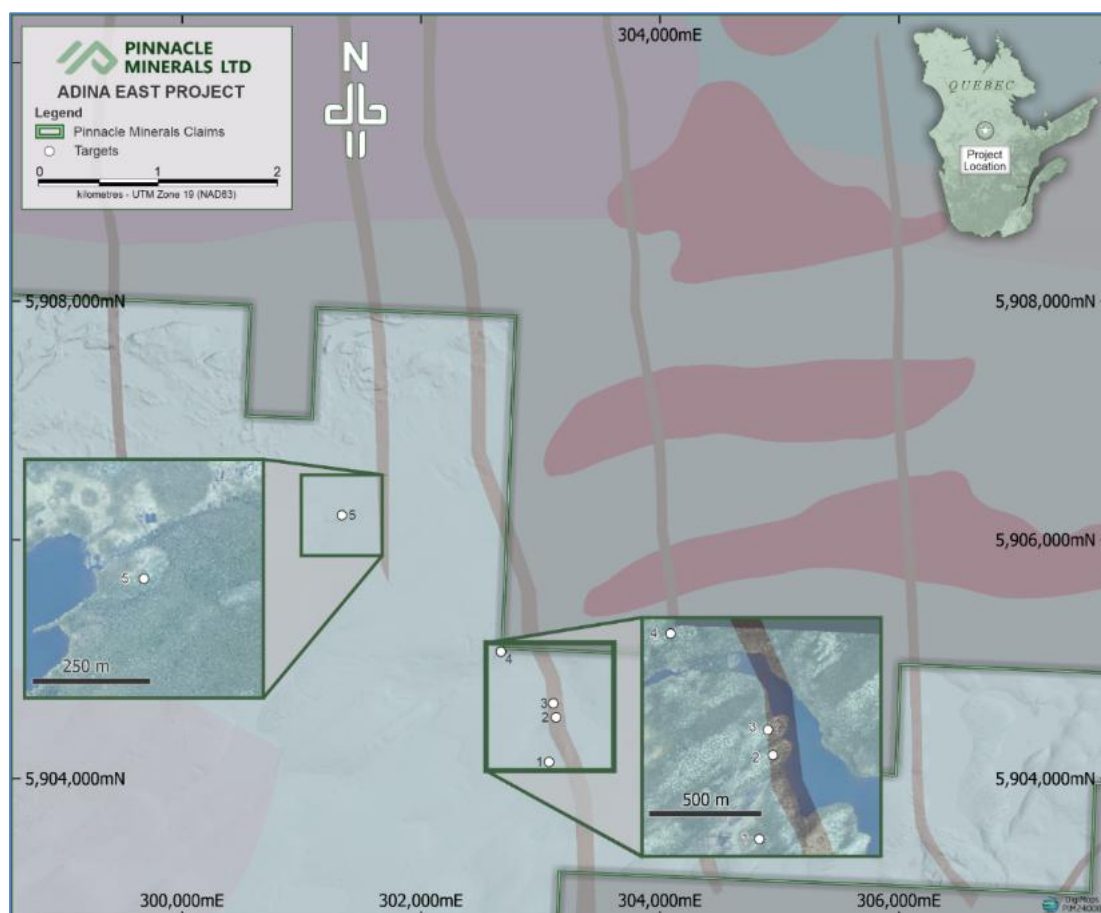 PINNACLE
MINERALS LTD
ADINA EAST PROJECT
Legend
Pinnacle Minerals Claims
Targets
0 1 2
kilometres - UTM Zone 19 (NAD83)
N
304,000mE
306,000mE
QUEBEC
Project
Location
5,908,000mN
5,908,000mN
5
5
250 m
5,906,000mN
4
3
2
1
4
3
2
1
500 m
5,904,000mN
5,904,000mN
300,000mE
302,000mE
304,000mE
306,000mE
DigiMaps